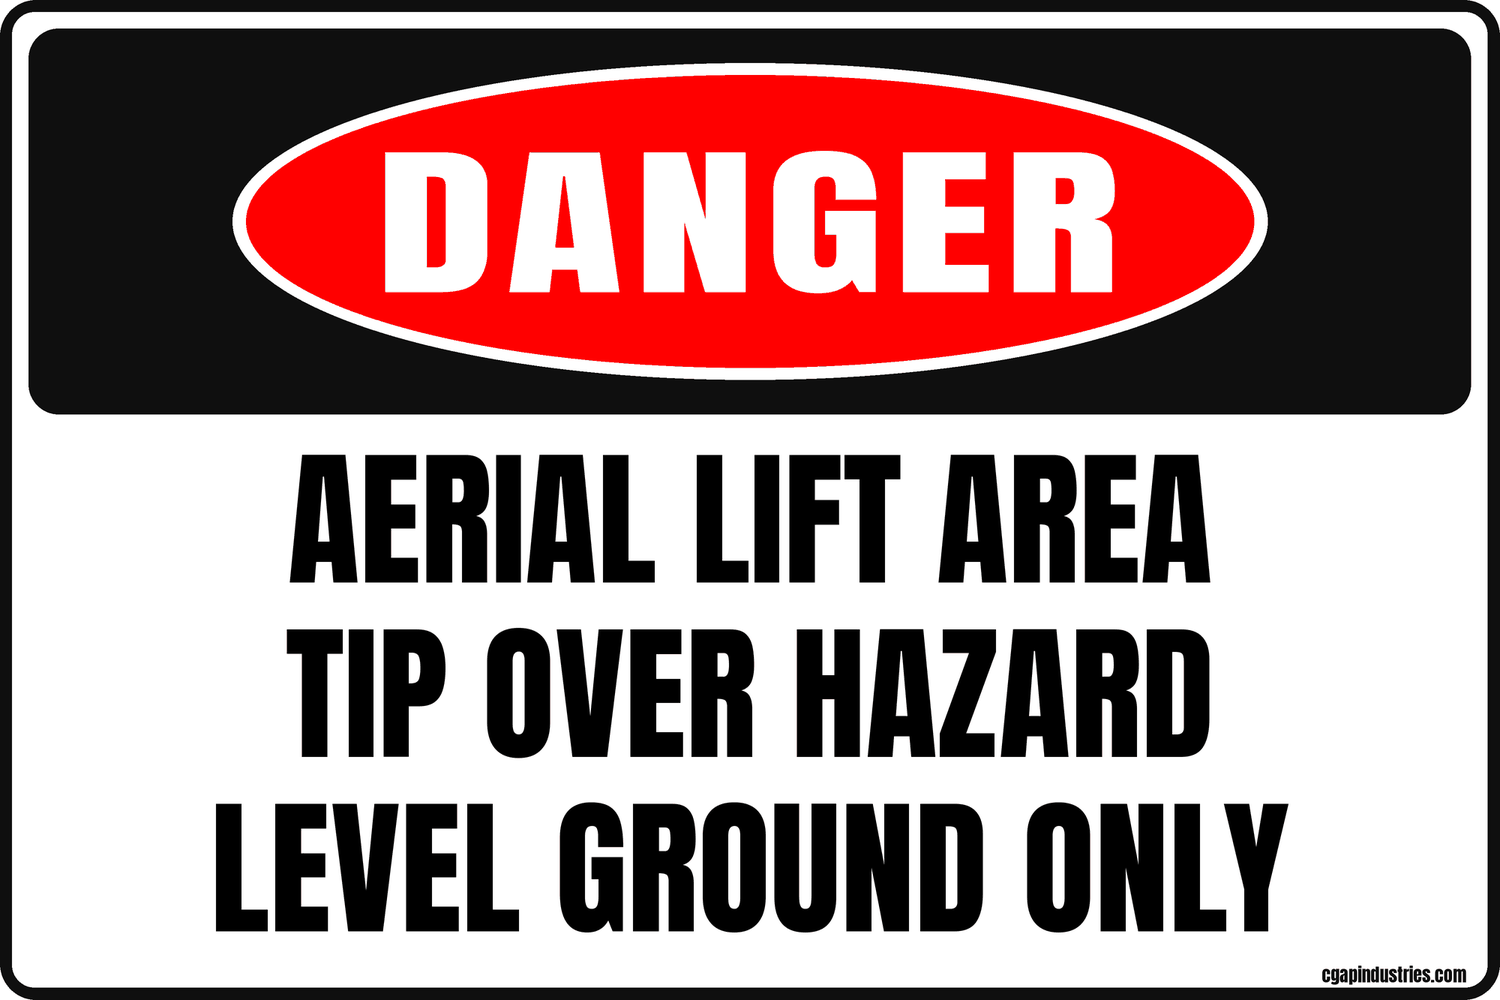 DANGER
AERIAL LIFT AREA
TIP OVER HAZARD
LEVEL GROUND ONLY
cgapindustries.com